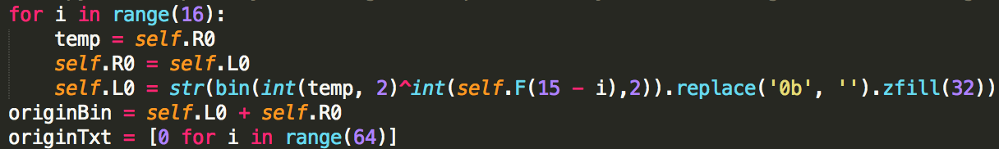 for i in range(16):
    temp = self.R0
    self.R0 = self.L0
    self.L0 = str(bin(int(temp, 2)^int(self.F(15 - i),2)).replace('0b', '').zfill(32))
originBin = self.L0 + self.R0
originTxt = [0 for i in range(64)]